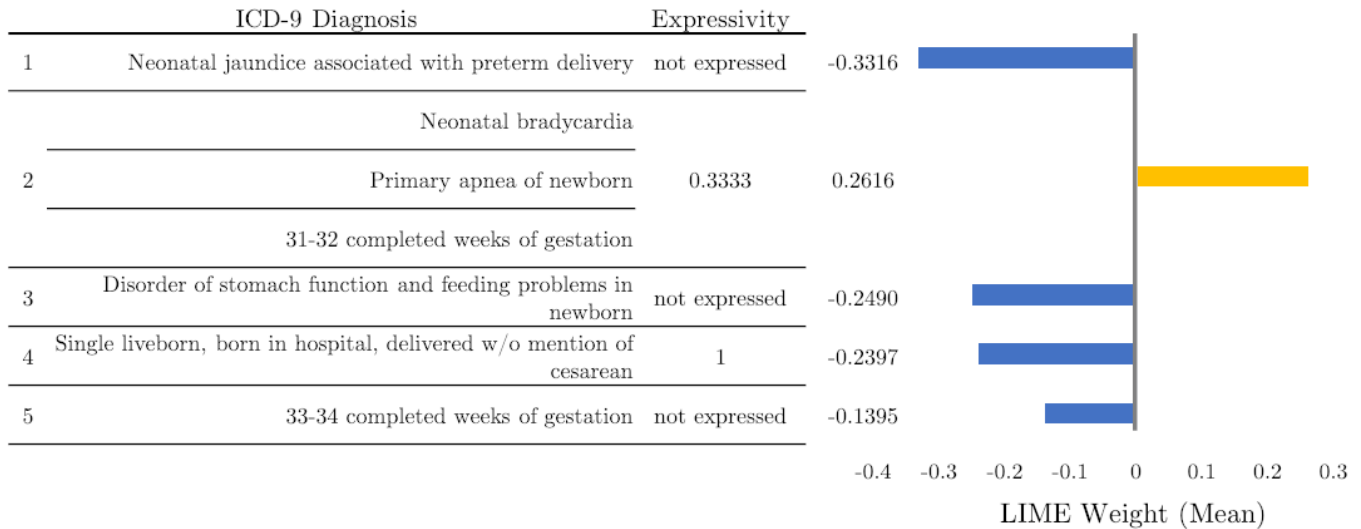 ICD-9 Diagnosis Expressivity
1 Neonatal jaundice associated with preterm delivery not expressed -0.3316
Neonatal bradycardia
2 Primary apnea of newborn 0.3333 0.2616
31-32 completed weeks of gestation
Disorder of stomach function and feeding problems in
3 not expressed -0.2490
newborn
Single liveborn, born in hospital, delivered w/o mention of
4 1 -0.2397
cesarean
5 33-34 completed weeks of gestation not expressed -0.1395
-0.4 -0.3 -0.2 -0.1 0 0.1 0.2 0.3
LIME Weight (Mean)